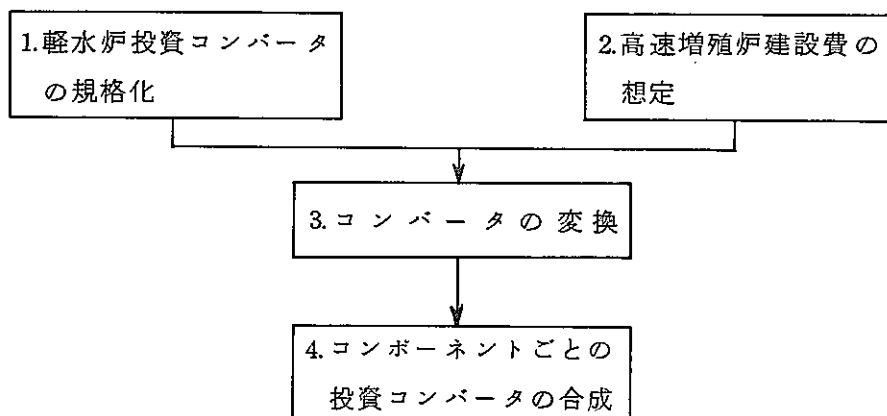 1.軽水炉投資コンバータ
の規格化
2.高速増殖炉建設費の
想定
3.コンバータの変換
4.コンポーネントごとの
投資コンバータの合成